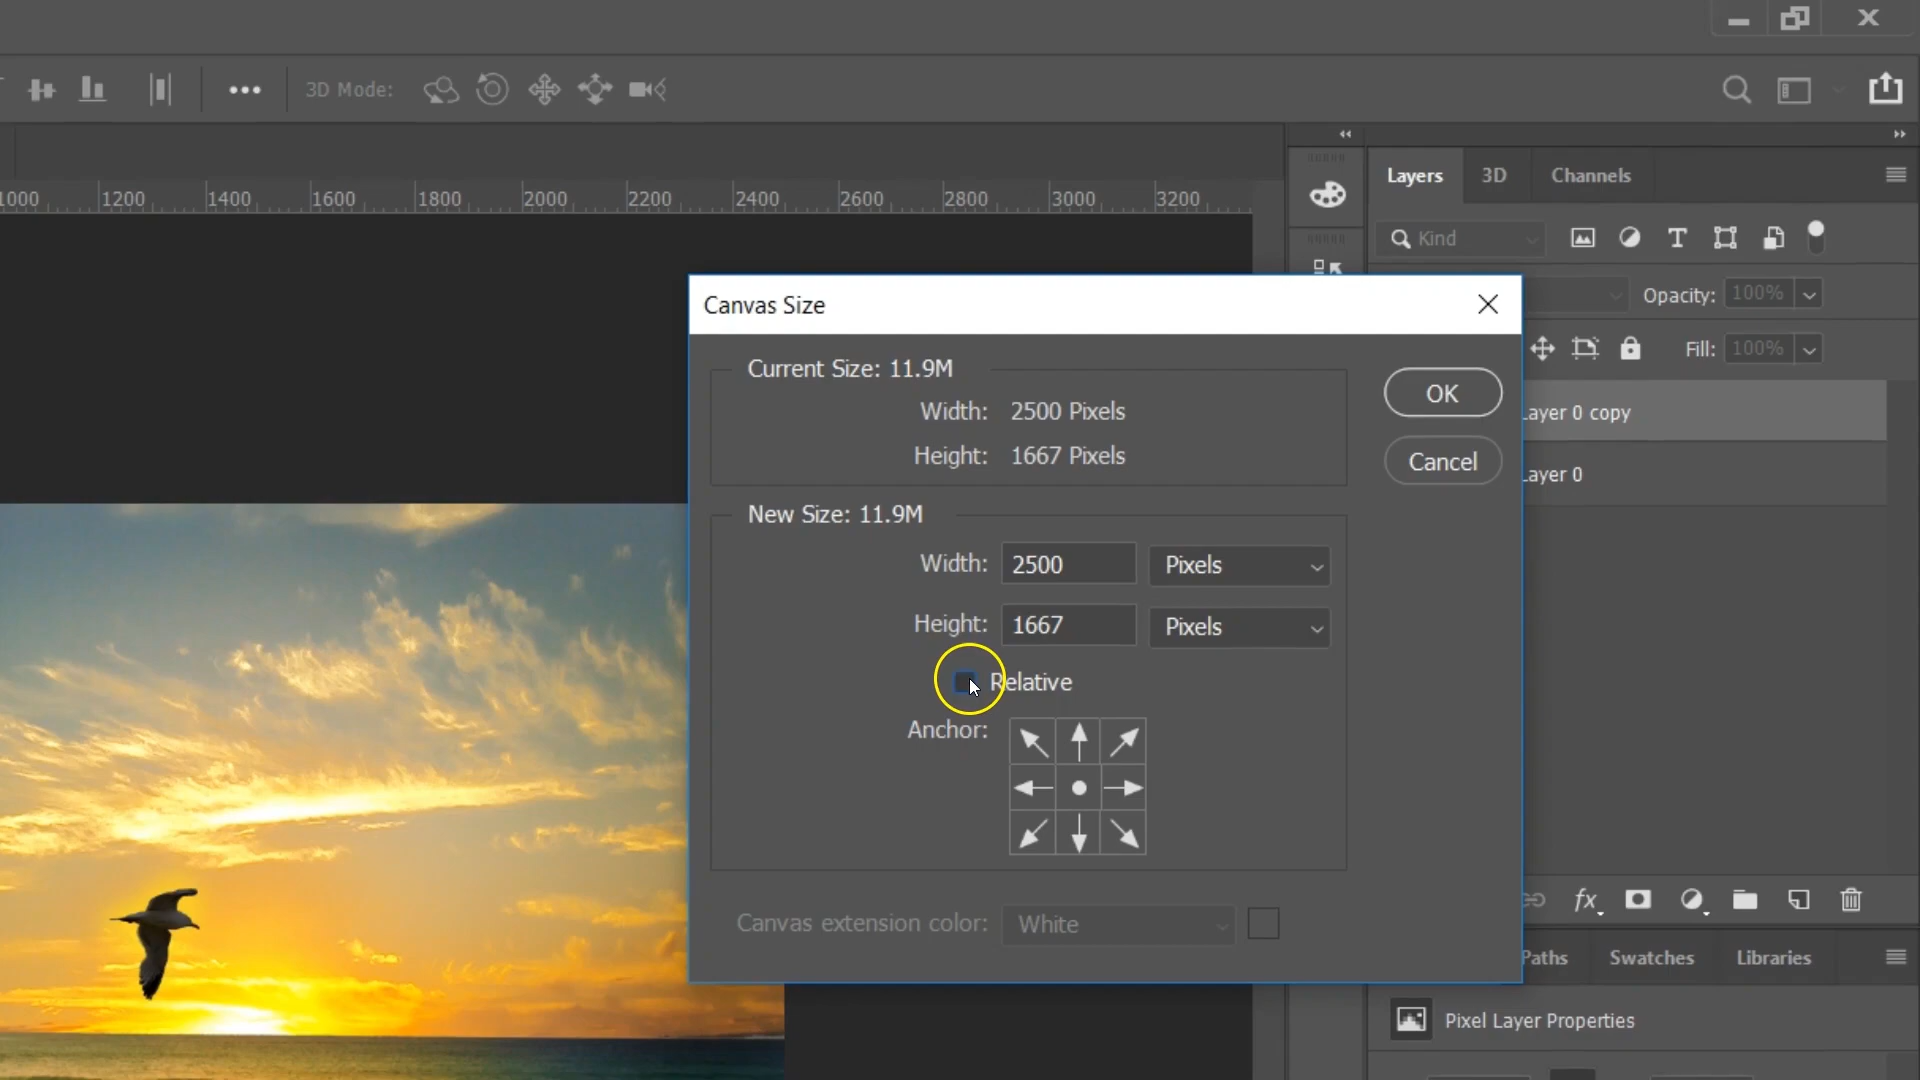 3D Mode:
1000 1200 1400 1600 1800 2000 2200 2400 2600 2800 3000 3200
Layers 3D Channels
Kind
Opacity: 100%
Fill: 100%
Layer 0 copy
Layer 0
Canvas Size
Current Size: 11.9M
Width: 2500 Pixels
Height: 1667 Pixels
OK
Cancel
New Size: 11.9M
Width: 2500 Pixels
Height: 1667 Pixels
Relative
Anchor:
Canvas extension color: White
fx
Paths Swatches Libraries
Pixel Layer Properties